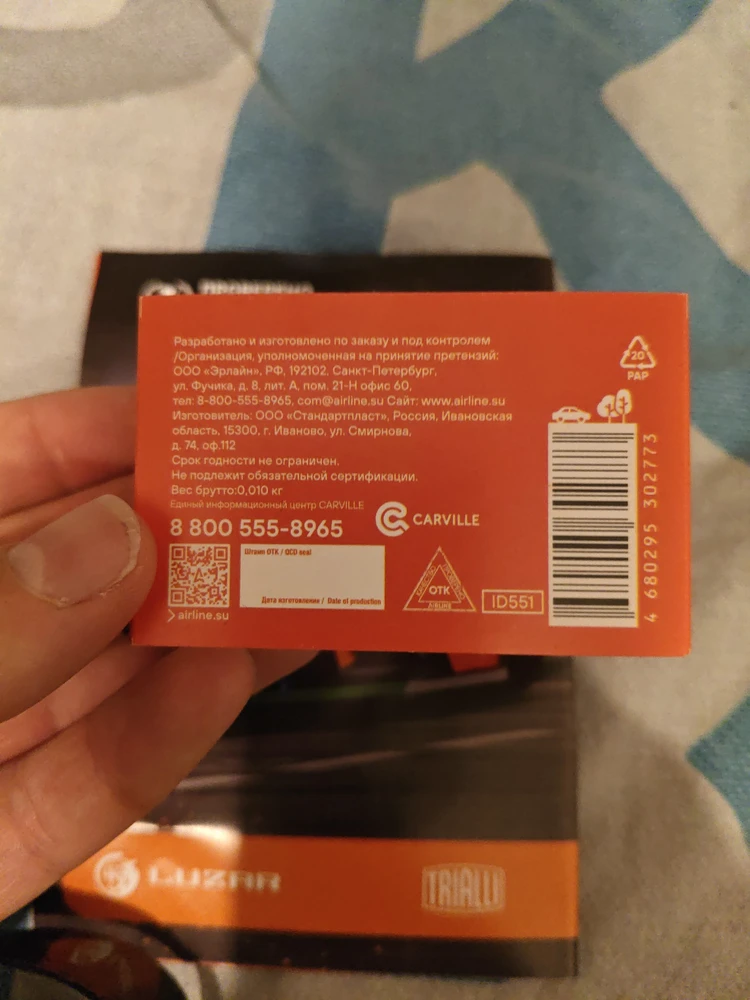 ПРОВЕРЕНО
Разработано и изготовлено по заказу и под контролем
/Организация, уполномоченная на принятие претензий:
ООО «Эрлайн», РФ, 192102, Санкт-Петербург,
ул. Фучика, д. 8, лит. А, пом. 21-Н офис 60,
тел: 8-800-555-8965, com@airline.su Сайт: www.airline.su
Изготовитель: ООО «Стандартпласт», Россия, Ивановская
область, 15300, г. Иваново, ул. Смирнова,
д. 74, оф.112
Срок годности не ограничен.
Не подлежит обязательной сертификации.
Вес брутто:0,010 кг
Единый информационный центр CARVILLE
8 800 555-8965
CARVILLE
20
PAP
Штамп ОТК / QCD seal
Дата изготовления / Date of production
airline.su
ОТК
AIRLINE
ID551
4 680295 302773
LUZAR
TRIALLI